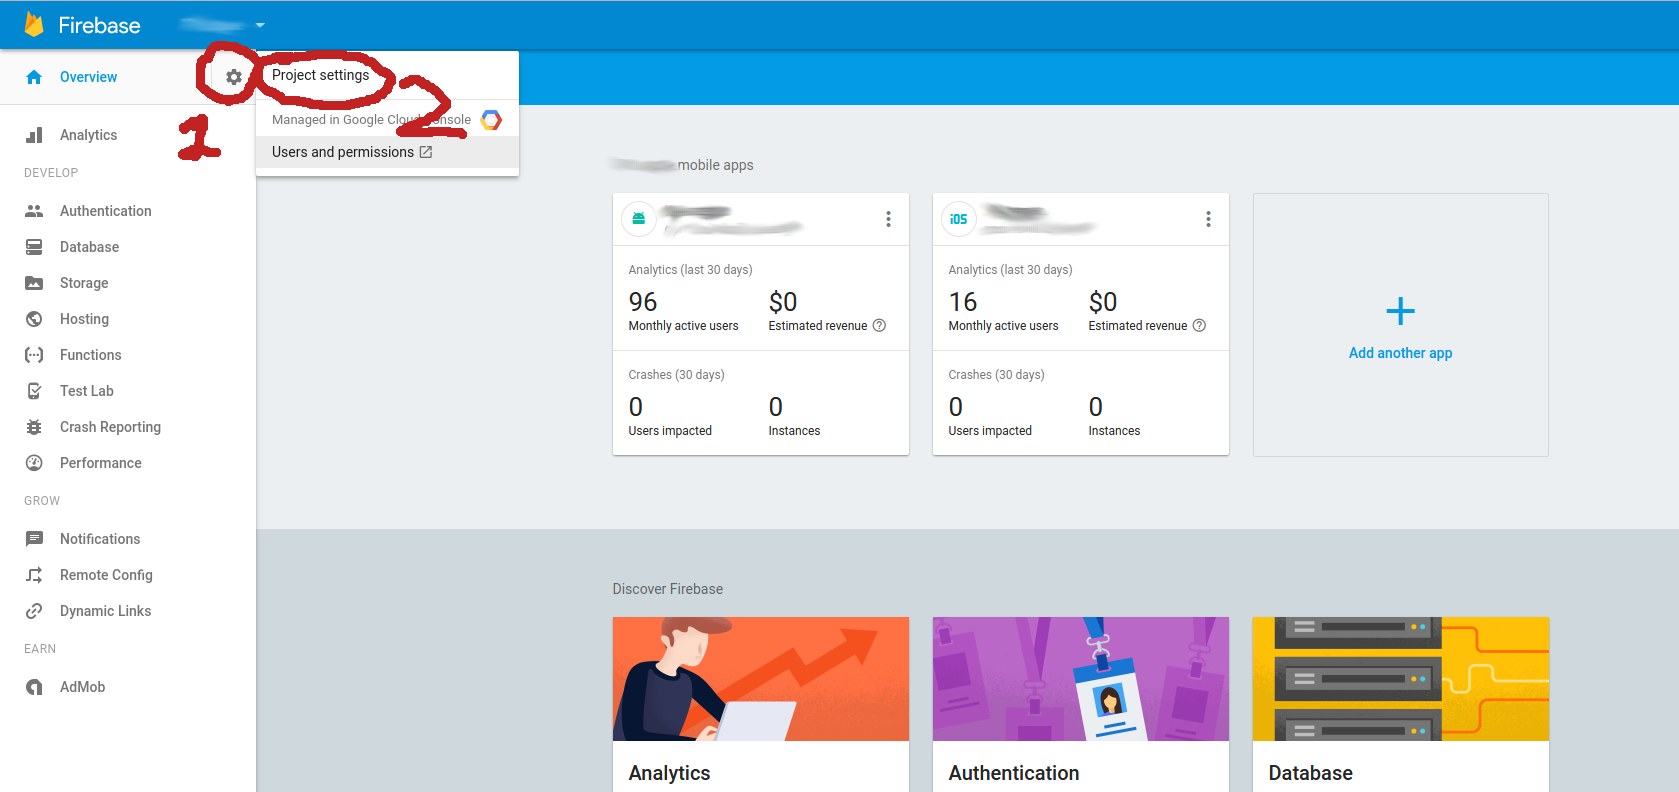 Firebase
Overview
Project settings
1
2
Managed in Google Cloud Console
Users and permissions
Analytics
DEVELOP
Authentication
Database
Storage
Hosting
Functions
Test Lab
Crash Reporting
Performance
GROW
Notifications
Remote Config
Dynamic Links
EARN
AdMob
mobile apps
Analytics (last 30 days)
96 $0
Monthly active users Estimated revenue ?
Crashes (30 days)
0 0
Users impacted Instances
iOS
Analytics (last 30 days)
16 $0
Monthly active users Estimated revenue ?
Crashes (30 days)
0 0
Users impacted Instances
+
Add another app
Discover Firebase
Analytics
Authentication
Database